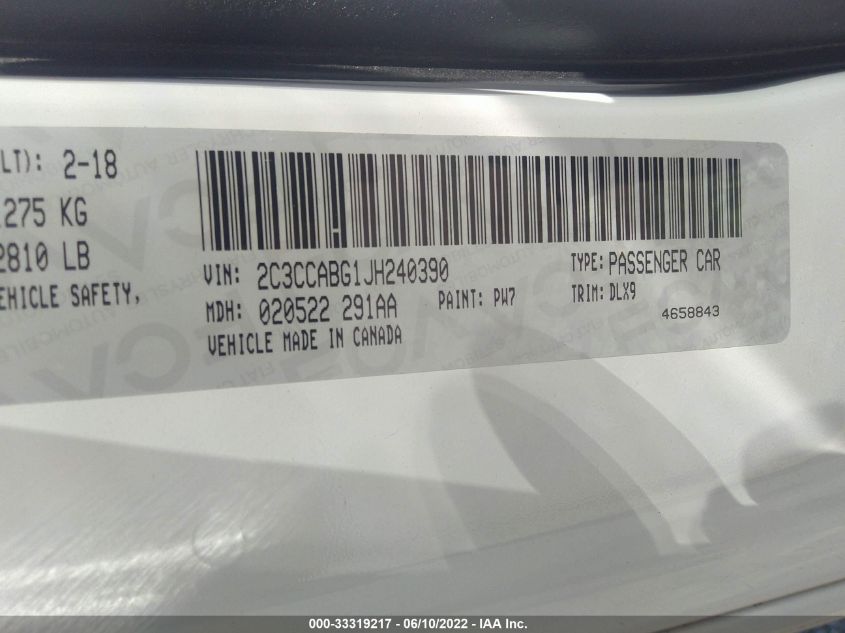 LT): 2-18
275 KG
2810 LB
EHICLE SAFETY,
VIN: 2C3CCABG1JH240390
TYPE: PASSENGER CAR
MDH: 020522 291AA
PAINT: PW7
TRIM: DLX9
VEHICLE MADE IN CANADA
4658843
000-33319217 - 06/10/2022 - IAA Inc.